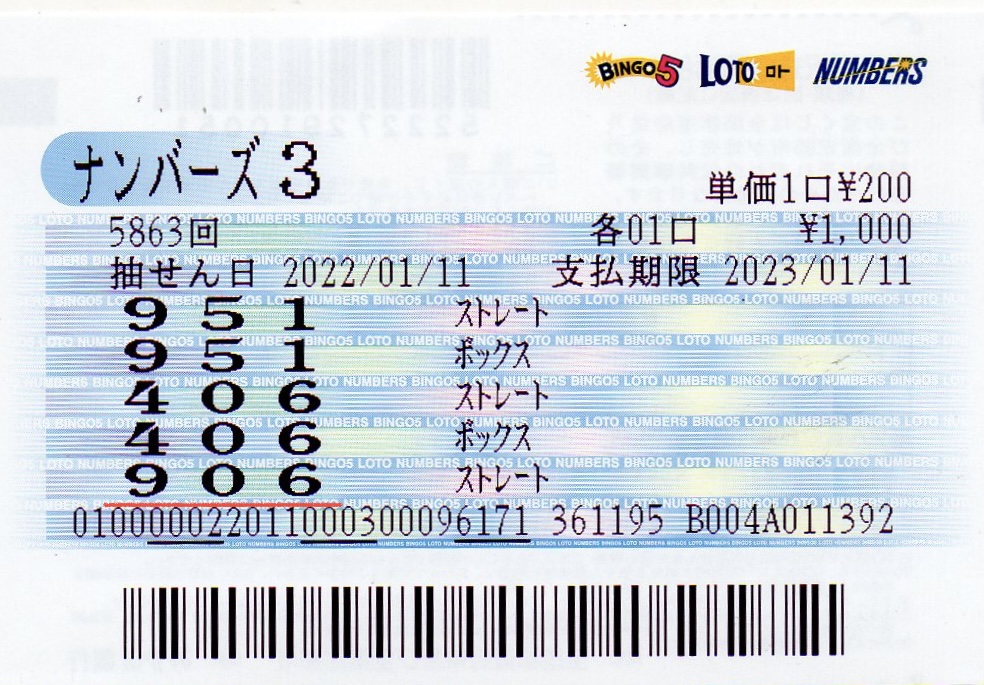 BINGO5 LOTO ロト NUMBERS
ナンバーズ3
単価1口¥200
5863回 各01口 ¥1,000
抽せん日 2022/01/11 支払期限 2023/01/11
951 ストレート
951 ボックス
406 ストレート
406 ボックス
906 ストレート
010000022011000300096171 361195 B004A011392